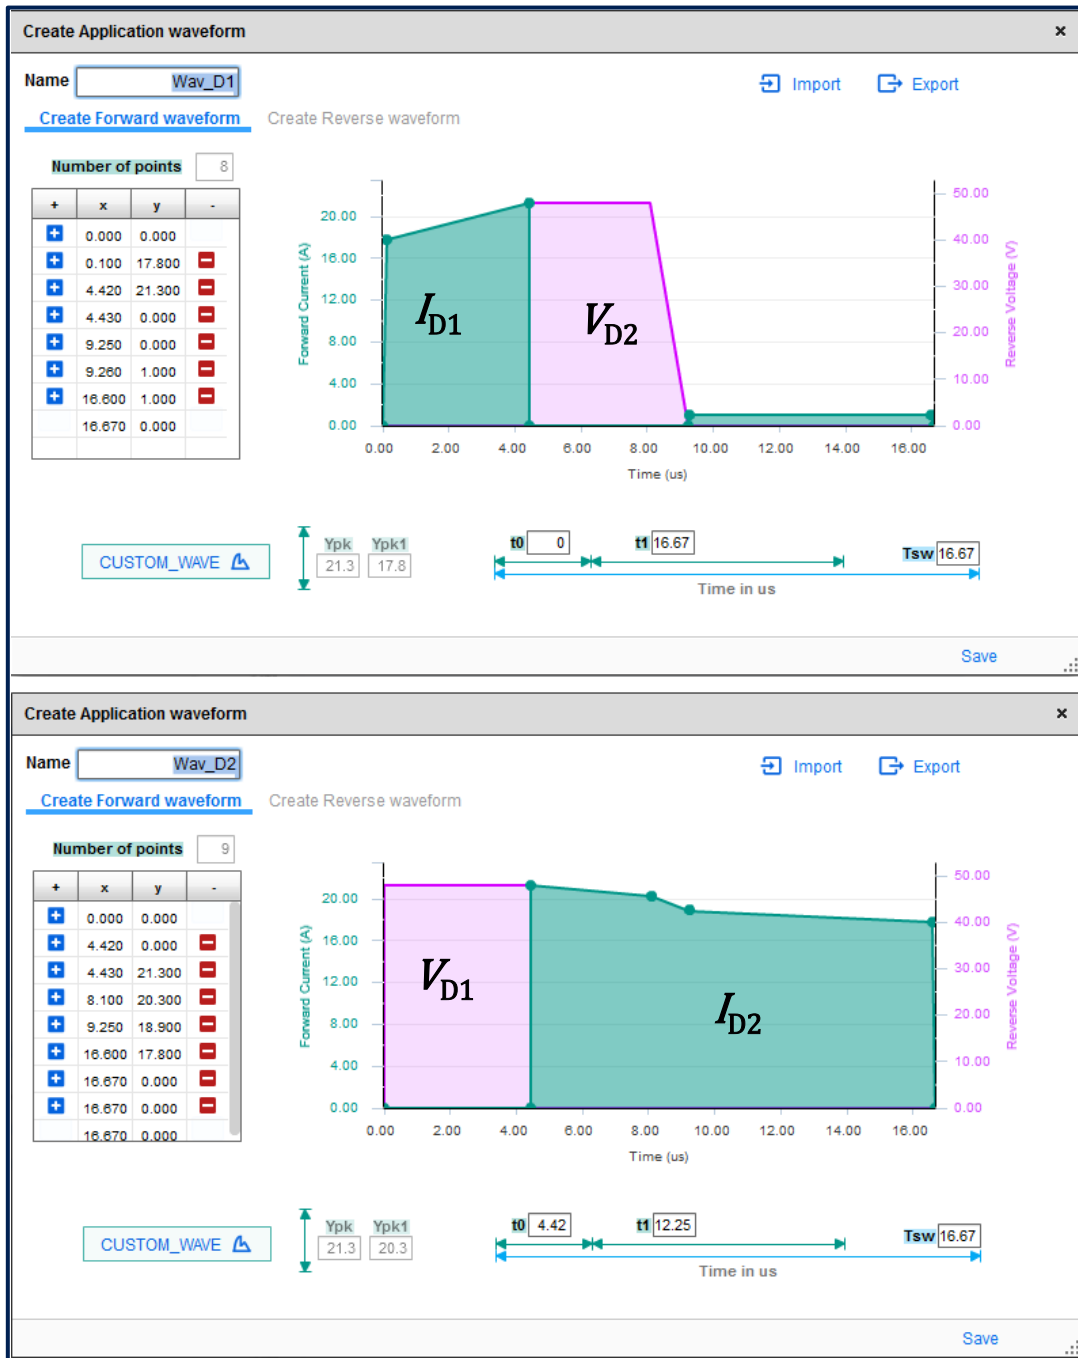 Create Application waveform ×
Name Wav_D1 Import Export
Create Forward waveform Create Reverse waveform
Number of points 8
+ x y -
0.000 0.000
0.100 17.800
4.420 21.300
4.430 0.000
9.250 0.000
9.260 1.000
16.600 1.000
16.670 0.000
Forward Current (A)
20.00
16.00
12.00
8.00
4.00
0.00
I_D1 V_D2
50.00
40.00
30.00
20.00
10.00
0.00
Reverse Voltage (V)
0.00 2.00 4.00 6.00 8.00 10.00 12.00 14.00 16.00
Time (us)
CUSTOM_WAVE
Ypk Ypk1
21.3 17.8
t0 0 t1 16.67 Tsw 16.67
Time in us
Save
Create Application waveform ×
Name Wav_D2 Import Export
Create Forward waveform Create Reverse waveform
Number of points 9
+ x y -
0.000 0.000
4.420 0.000
4.430 21.300
8.100 20.300
9.250 18.900
16.600 17.800
16.670 0.000
16.670 0.000
16.670 0.000
Forward Current (A)
20.00
16.00
12.00
8.00
4.00
0.00
V_D1 I_D2
50.00
40.00
30.00
20.00
10.00
0.00
Reverse Voltage (V)
0.00 2.00 4.00 6.00 8.00 10.00 12.00 14.00 16.00
Time (us)
CUSTOM_WAVE
Ypk Ypk1
21.3 20.3
t0 4.42 t1 12.25 Tsw 16.67
Time in us
Save